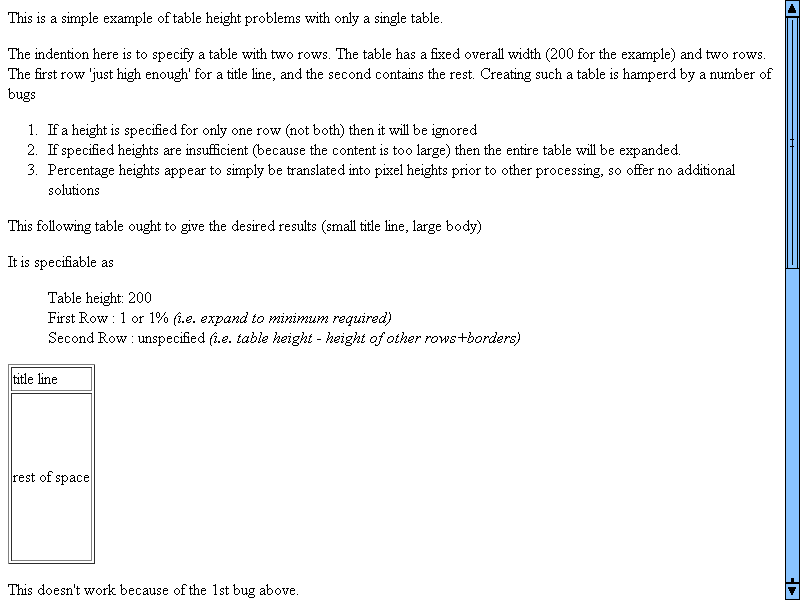 This is a simple example of table height problems with only a single table.
The indention here is to specify a table with two rows. The table has a fixed overall width (200 for the example) and two rows.
The first row 'just high enough' for a title line, and the second contains the rest. Creating such a table is hamperd by a number of
bugs
1. If a height is specified for only one row (not both) then it will be ignored
2. If specified heights are insufficient (because the content is too large) then the entire table will be expanded.
3. Percentage heights appear to simply be translated into pixel heights prior to other processing, so offer no additional
solutions
This following table ought to give the desired results (small title line, large body)
It is specifiable as
Table height: 200
First Row : 1 or 1% (i.e. expand to minimum required)
Second Row : unspecified (i.e. table height - height of other rows+borders)
title line
rest of space
This doesn't work because of the 1st bug above.